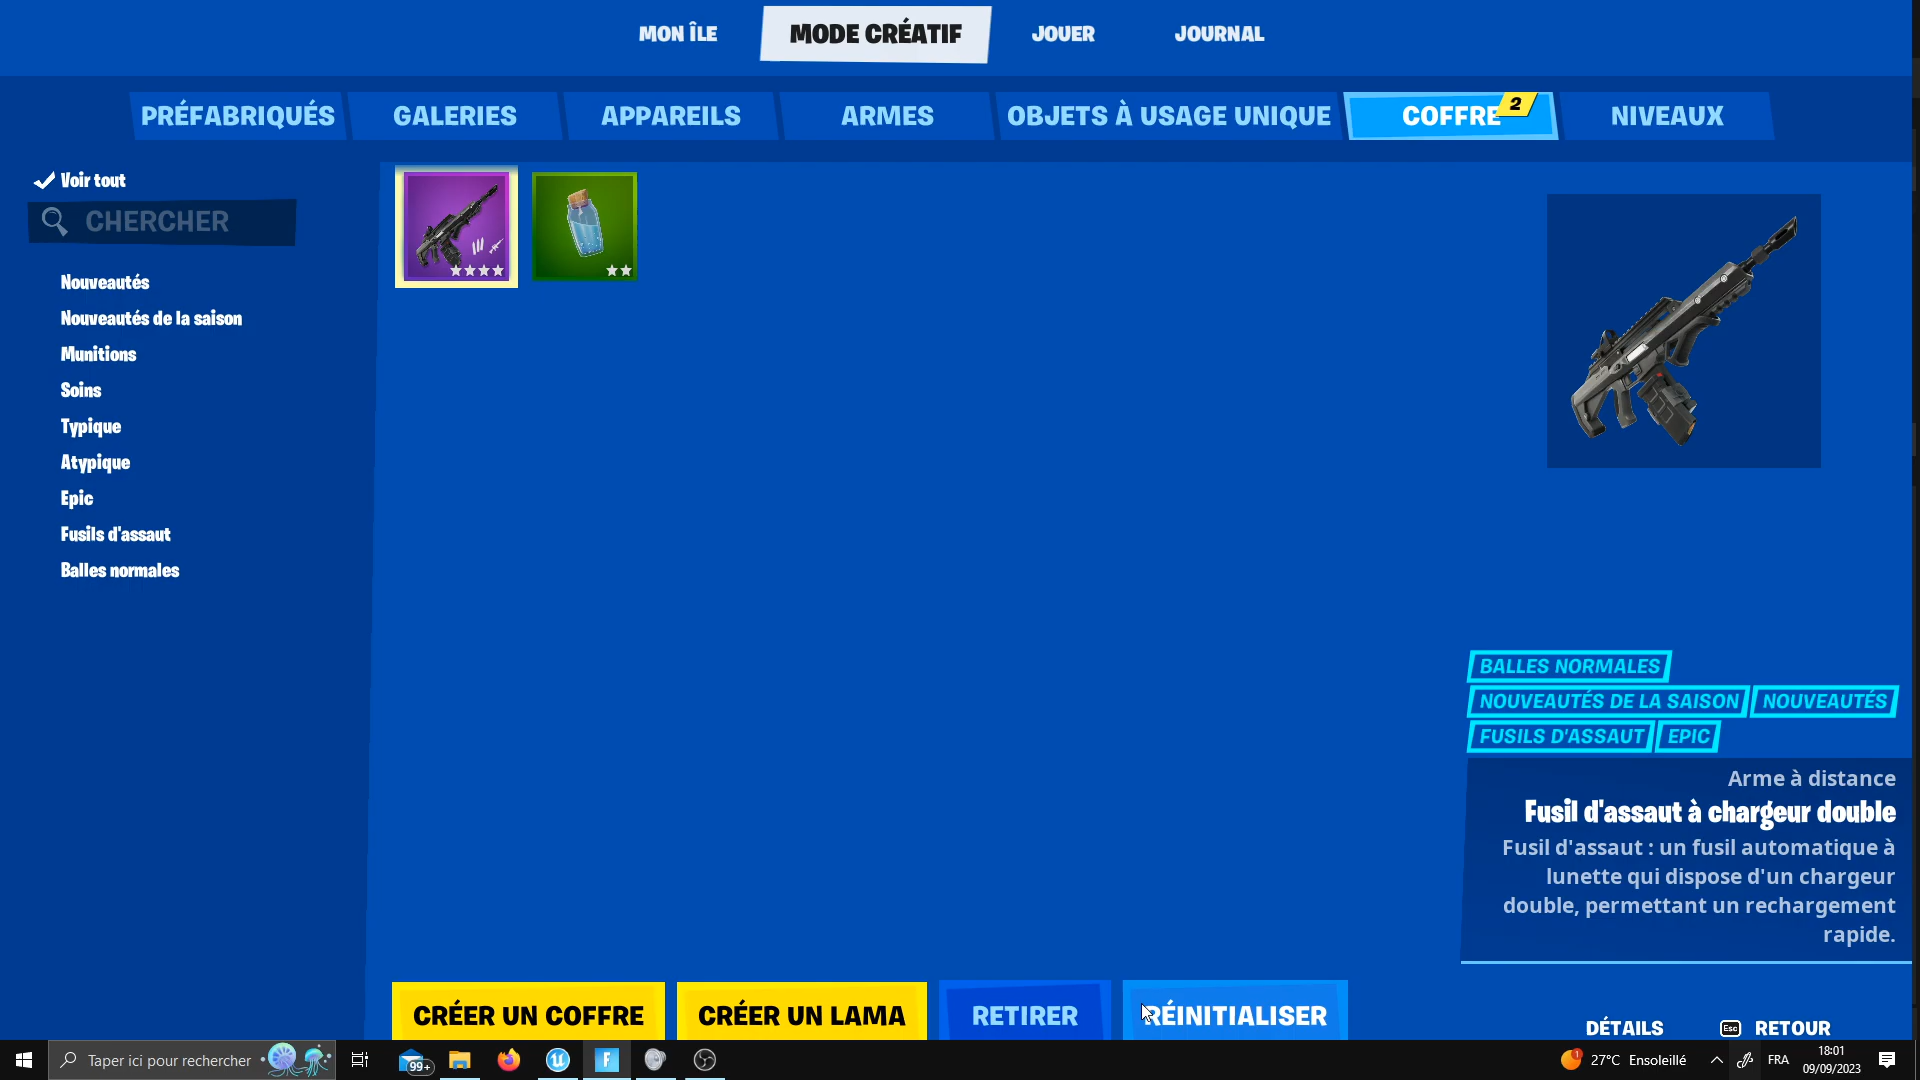 MON ÎLE
MODE CRÉATIF
JOUER
JOURNAL
PRÉFABRIQUÉS
GALERIES
APPAREILS
ARMES
OBJETS À USAGE UNIQUE
COFFRE
2
NIVEAUX
Voir tout
CHERCHER
Nouveautés
Nouveautés de la saison
Munitions
Soins
Typique
Atypique
Epic
Fusils d'assaut
Balles normales
BALLES NORMALES
NOUVEAUTÉS DE LA SAISON
NOUVEAUTÉS
FUSILS D'ASSAUT
EPIC
Arme à distance
Fusil d'assaut à chargeur double
Fusil d'assaut : un fusil automatique à
lunette qui dispose d'un chargeur
double, permettant un rechargement
rapide.
CRÉER UN COFFRE
CRÉER UN LAMA
RETIRER
RÉINITIALISER
DÉTAILS
Esc
RETOUR
Taper ici pour rechercher
99+
F
1
27°C Ensoleillé
FRA
18:01
09/09/2023